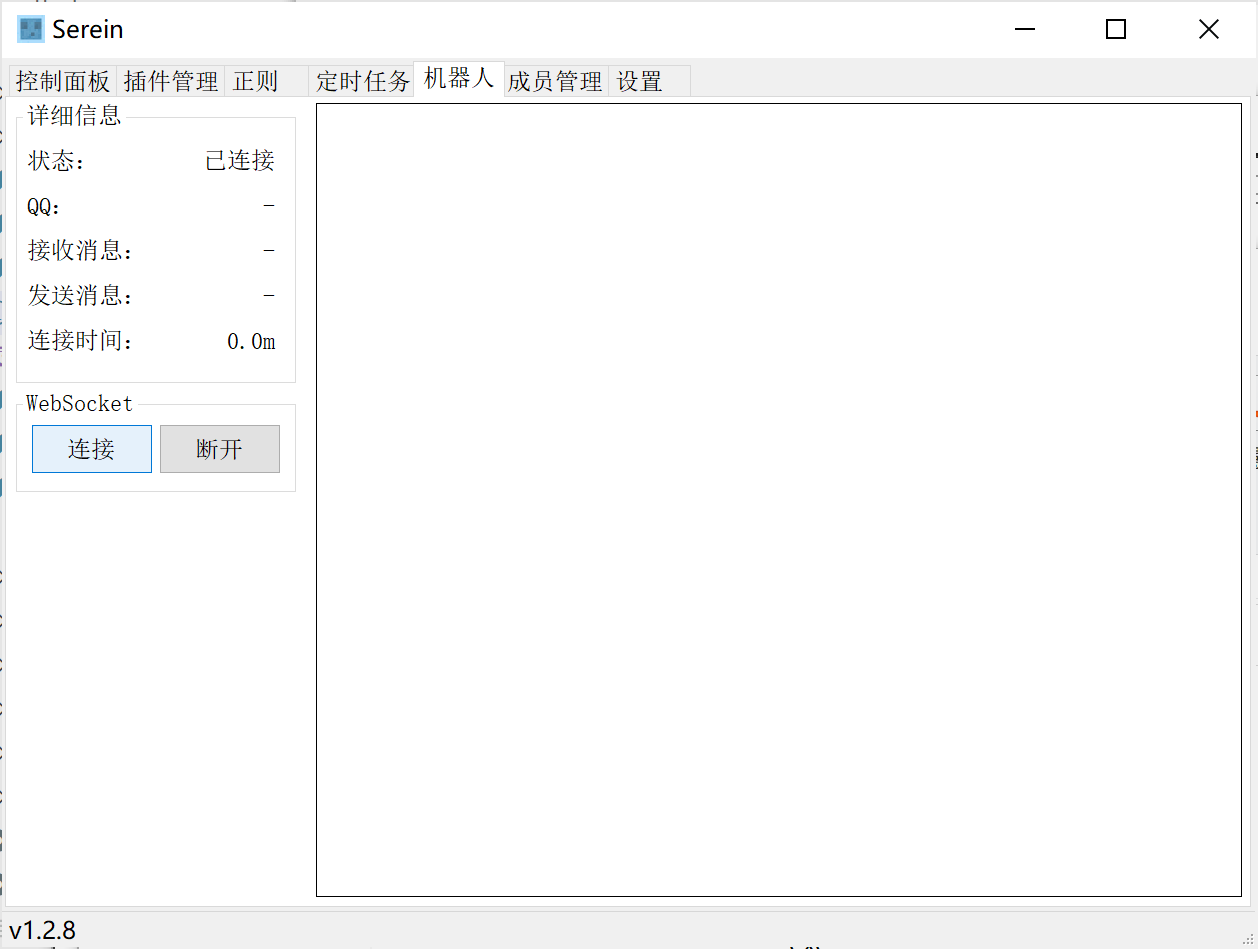 Serein
控制面板 插件管理 正则 定时任务 机器人 成员管理 设置
详细信息
状态： 已连接
QQ： -
接收消息： -
发送消息： -
连接时间： 0.0m
WebSocket
连接 断开
v1.2.8